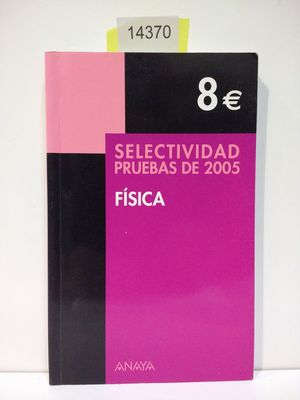 14370
8€
SELECTIVIDAD
PRUEBAS DE 2005
FÍSICA
ANAYA